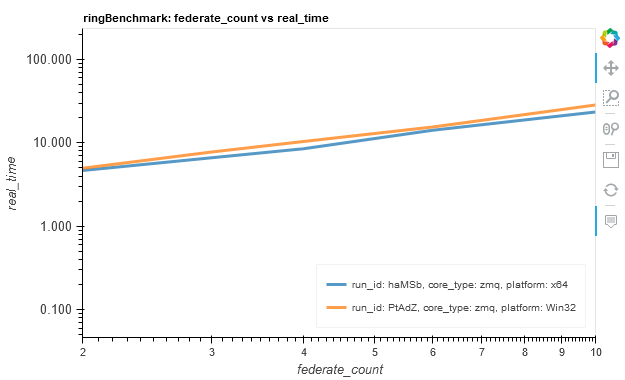 ringBenchmark: federate_count vs real_time
100.000
10.000
1.000
0.100
real_time
run_id: haMSb, core_type: zmq, platform: x64
run_id: PtAdZ, core_type: zmq, platform: Win32
2 3 4 5 6 7 8 9 10
federate_count